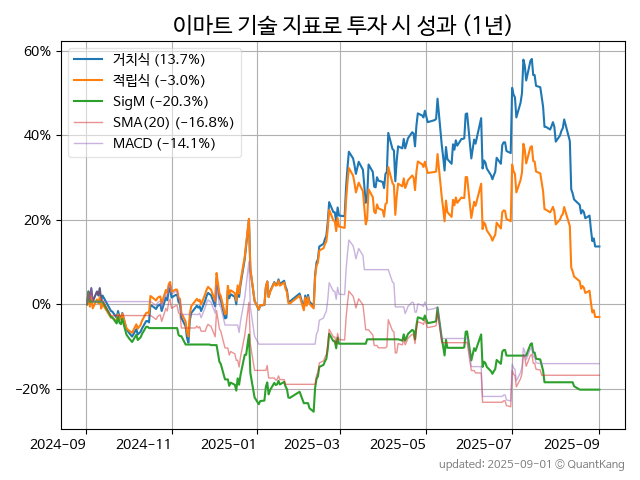 이마트 기술 지표로 투자 시 성과 (1년)
60%
40%
20%
0%
−20%
거치식 (13.7%)
적립식 (−3.0%)
SigM (−20.3%)
SMA(20) (−16.8%)
MACD (−14.1%)
2024-09
2024-11
2025-01
2025-03
2025-05
2025-07
2025-09
updated: 2025-09-01 © QuantKang